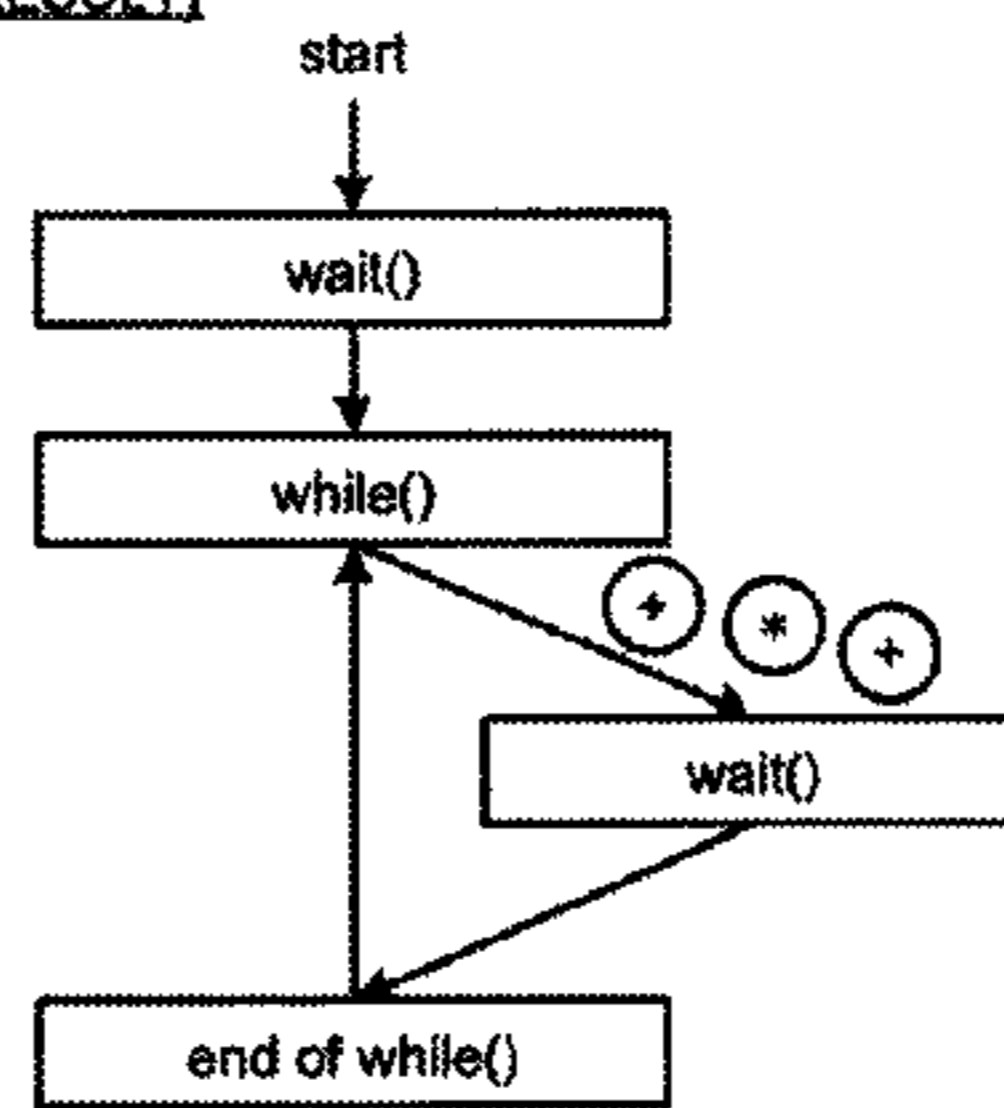 start
wait()
while()
+ * +
wait()
end of while()